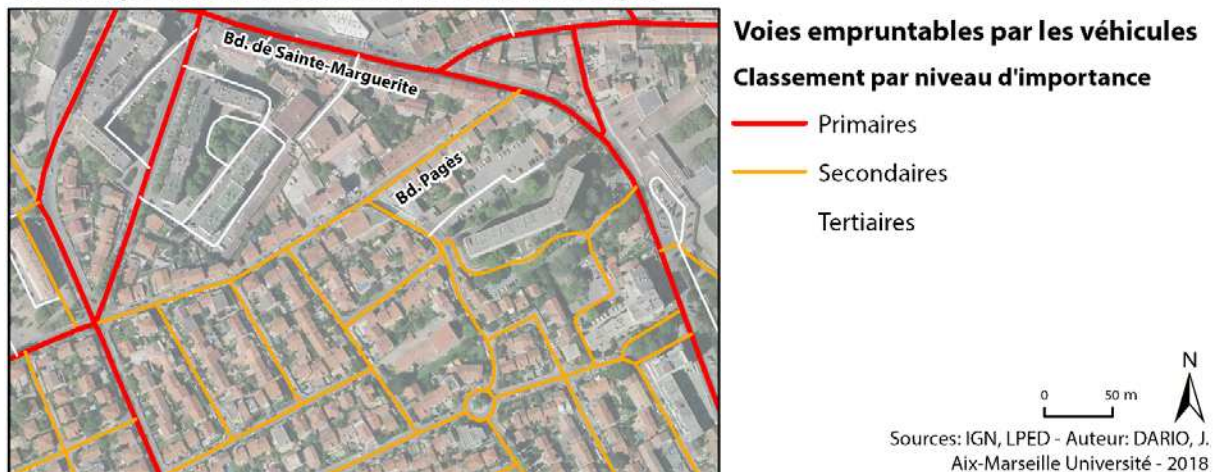 Voies empruntables par les véhicules
Classement par niveau d'importance
Primaires
Secondaires
Tertiaires
Bd. de Sainte-Marguerite
Bd. Pagès
N
0 50 m
Sources: IGN, LPED - Auteur: DARIO, J.
Aix-Marseille Université - 2018